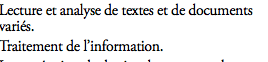 Lecture et analyse de textes et de documents
variés.
Traitement de l'information.